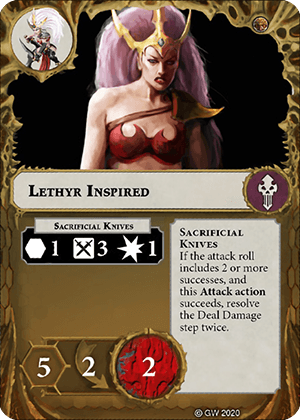 Lethyr Inspired
Sacrificial Knives
1 3 1
Sacrificial
Knives
If the attack roll
includes 2 or more
successes, and
this Attack action
succeeds, resolve
the Deal Damage
step twice.
5 2 2
© GW 2020